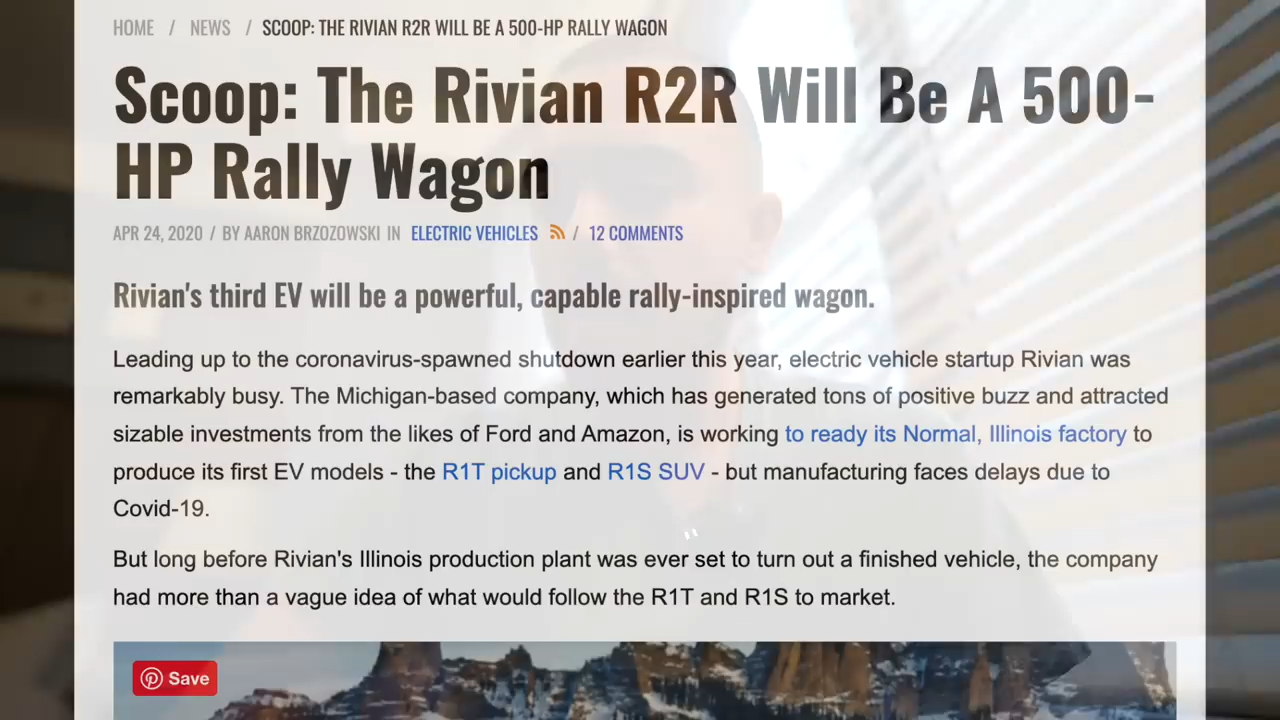 HOME / NEWS / SCOOP: THE RIVIAN R2R WILL BE A 500-HP RALLY WAGON
Scoop: The Rivian R2R Will Be A 500-
HP Rally Wagon
APR 24, 2020 / BY AARON BRZOZOWSKI IN ELECTRIC VEHICLES / 12 COMMENTS
Rivian's third EV will be a powerful, capable rally-inspired wagon.
Leading up to the coronavirus-spawned shutdown earlier this year, electric vehicle startup Rivian was
remarkably busy. The Michigan-based company, which has generated tons of positive buzz and attracted
sizable investments from the likes of Ford and Amazon, is working to ready its Normal, Illinois factory to
produce its first EV models - the R1T pickup and R1S SUV - but manufacturing faces delays due to
Covid-19.
But long before Rivian's Illinois production plant was ever set to turn out a finished vehicle, the company
had more than a vague idea of what would follow the R1T and R1S to market.
Save